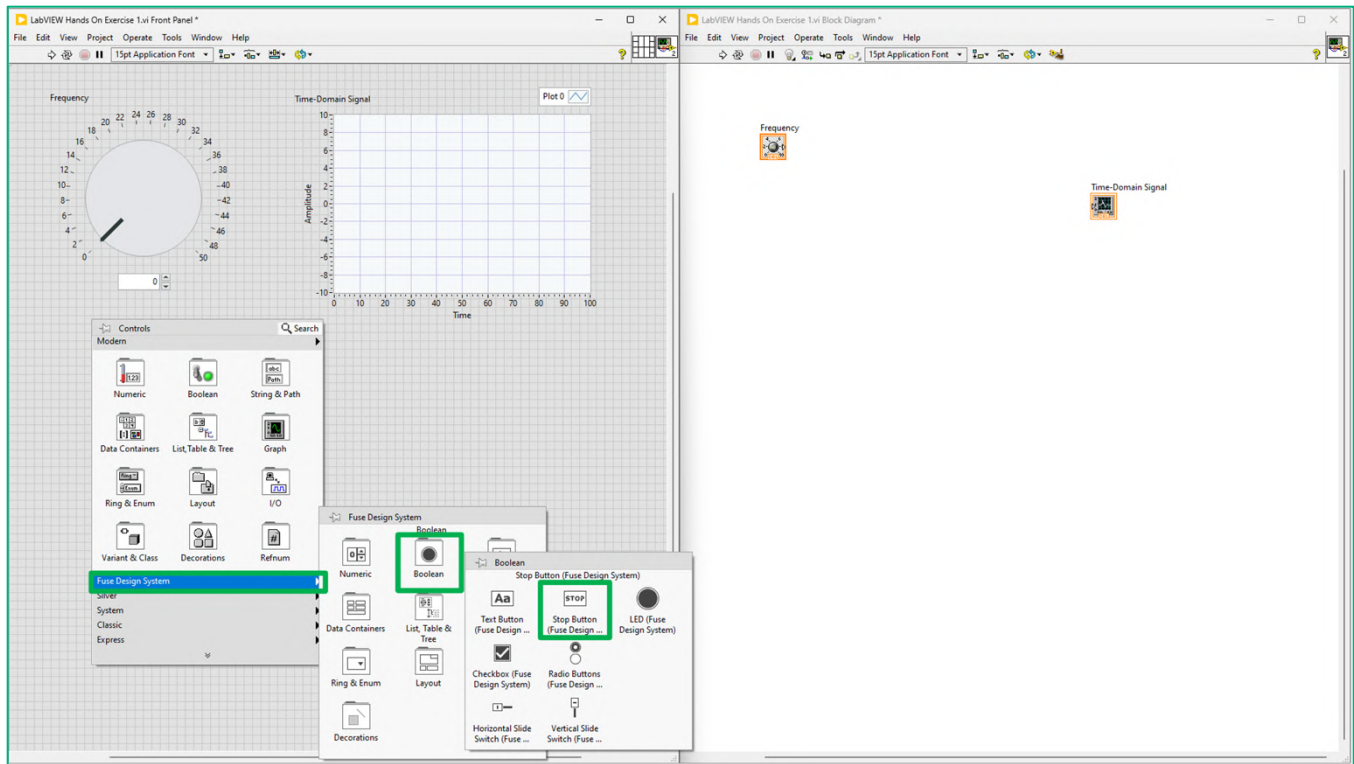 LabVIEW Hands On Exercise 1.vi Front Panel *
File Edit View Project Operate Tools Window Help
15pt Application Font
2
Frequency
0
2
4
6
8
10
12
14
16
18
20
22
24
26
28
30
32
34
36
38
40
42
44
46
48
50
0
Time-Domain Signal
Plot 0
Amplitude
10
8
6
4
2
0
-2
-4
-6
-8
-10
0 10 20 30 40 50 60 70 80 90 100
Time
Controls
Search
Modern
Numeric Boolean String & Path
Data Containers List, Table & Tree Graph
Ring & Enum Layout I/O
Variant & Class Decorations Refnum
Fuse Design System
Silver
System
Classic
Express
Fuse Design System
Boolean
Numeric Boolean
Data Containers List, Table &
Tree
Ring & Enum Layout
Decorations
Boolean
Stop Button (Fuse Design System)
Aa STOP
Text Button
(Fuse Design ...
Stop Button
(Fuse Design ...
LED (Fuse
Design System)
Checkbox (Fuse
Design System)
Radio Buttons
(Fuse Design ...
Horizontal Slide
Switch (Fuse ...
Vertical Slide
Switch (Fuse ...
LabVIEW Hands On Exercise 1.vi Block Diagram *
File Edit View Project Operate Tools Window Help
15pt Application Font
2
Frequency
Time-Domain Signal